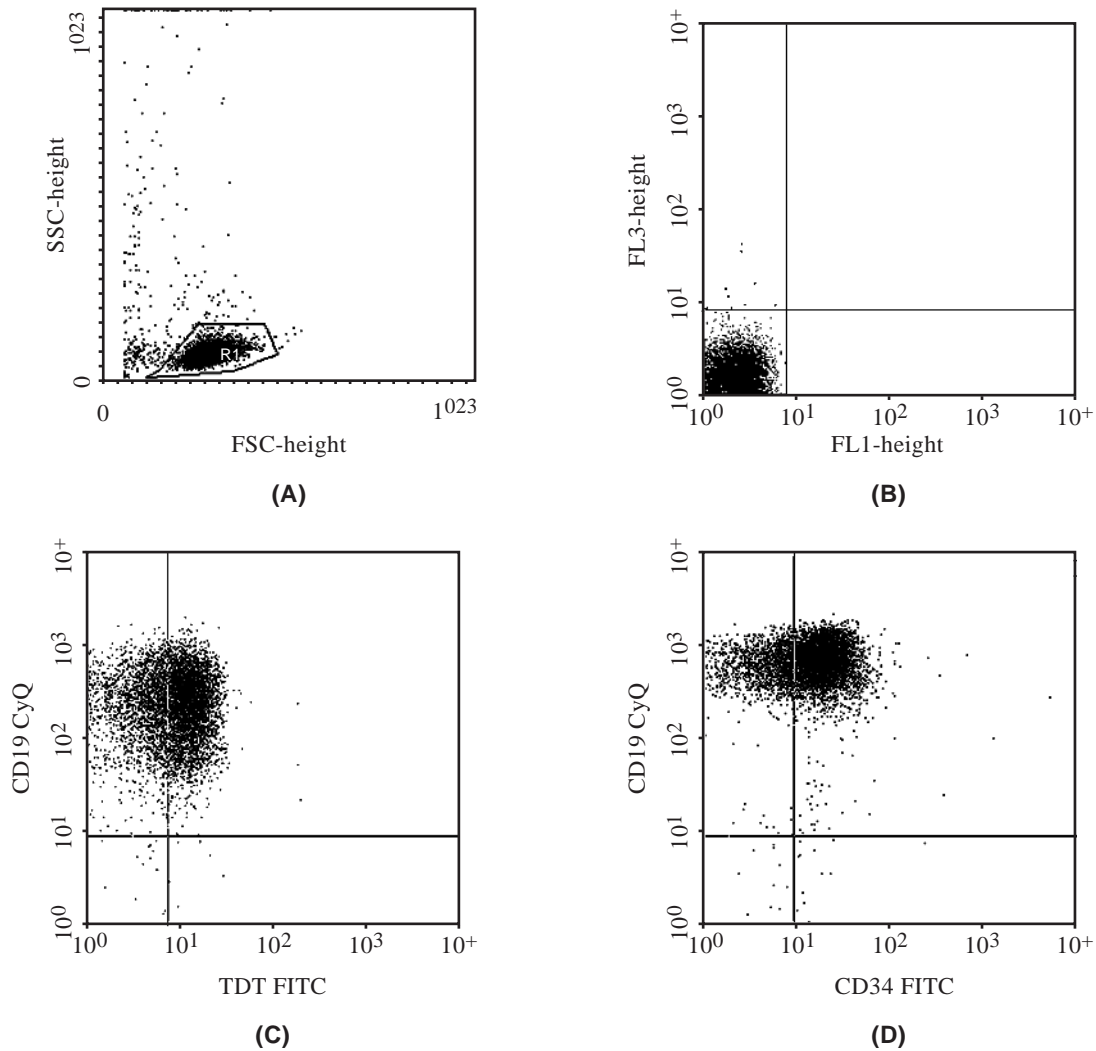 1023
SSC-height
R1
0
0
1023
FSC-height
(A)
10+
10³
FL3-height
10²
10¹
10⁰
10⁰ 10¹ 10² 10³ 10+
FL1-height
(B)
10+
10³
CD19 CyQ
10²
10¹
10⁰
10⁰ 10¹ 10² 10³ 10+
TDT FITC
(C)
10+
10³
CD19 CyQ
10²
10¹
10⁰
10⁰ 10¹ 10² 10³ 10+
CD34 FITC
(D)